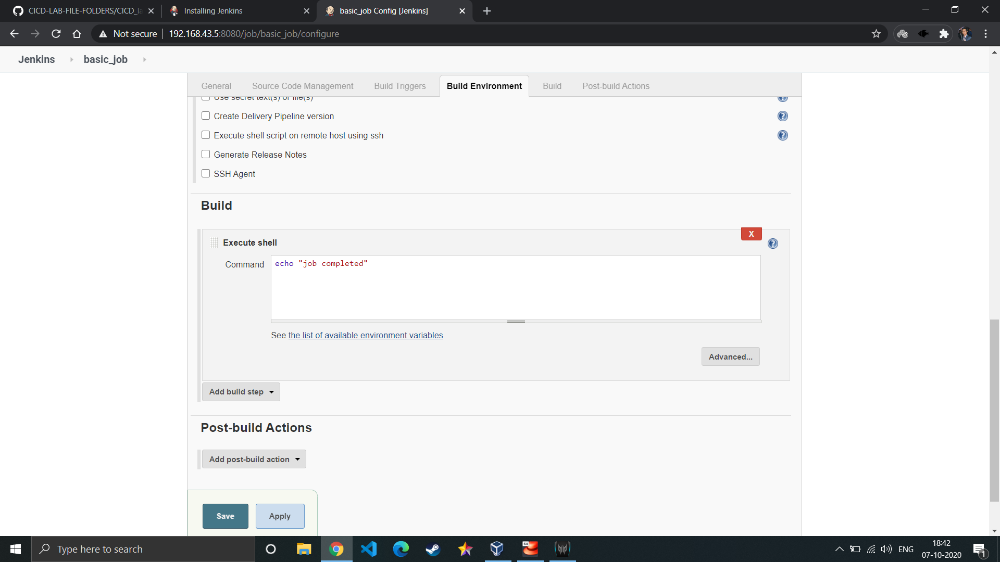 CICD-LAB-FILE-FOLDERS/CICD_la
Installing Jenkins
basic_job Config [Jenkins]
Not secure
192.168.43.5:8080/job/basic_job/configure
Jenkins
basic_job
General
Source Code Management
Build Triggers
Build Environment
Build
Post-build Actions
Use secret text(s) or file(s)
Create Delivery Pipeline version
Execute shell script on remote host using ssh
Generate Release Notes
SSH Agent
Build
X
Execute shell
Command
echo "job completed"
See the list of available environment variables
Advanced...
Add build step
Post-build Actions
Add post-build action
Save
Apply
Type here to search
64
ENG
18:42
07-10-2020
1